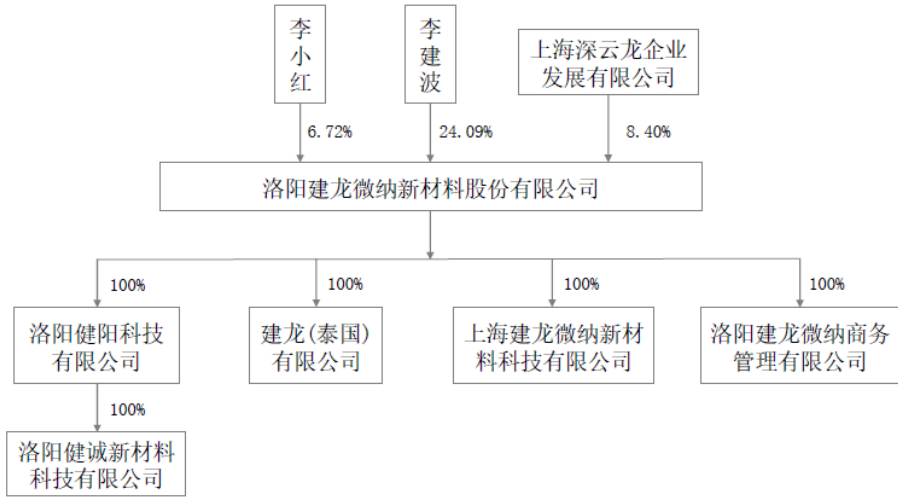 李小红
李建波
上海深云龙企业
发展有限公司
6.72%
24.09%
8.40%
洛阳建龙微纳新材料股份有限公司
100%
100%
100%
100%
洛阳健阳科技
有限公司
建龙(泰国)
有限公司
上海建龙微纳新材
料科技有限公司
洛阳建龙微纳商务
管理有限公司
100%
洛阳健诚新材料
科技有限公司